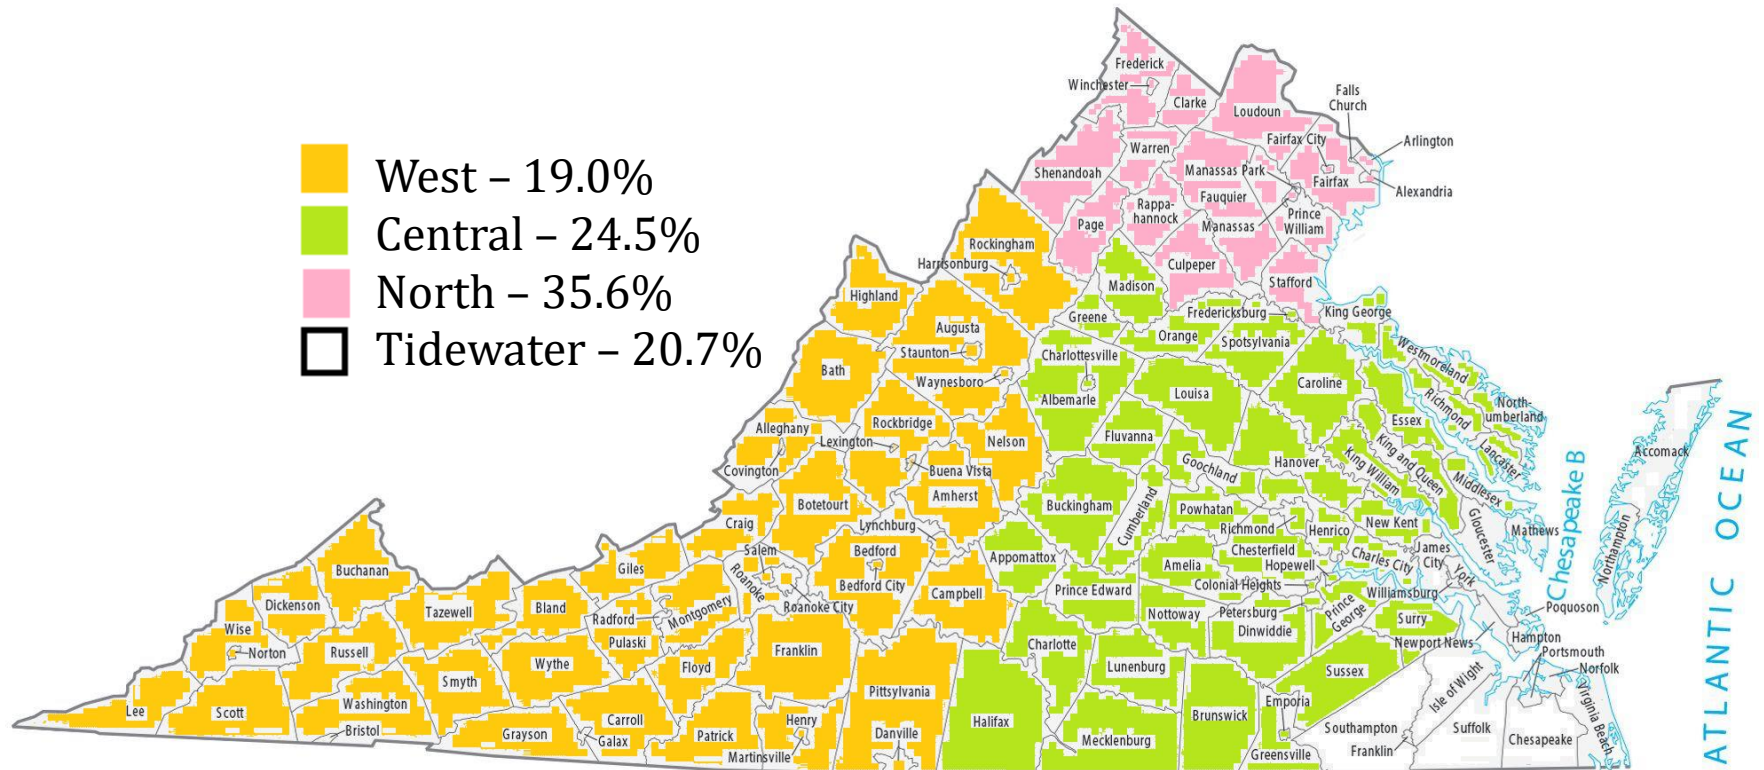 West – 19.0%
Central – 24.5%
North – 35.6%
Tidewater – 20.7%
Frederick
Winchester
Clarke
Loudoun
Falls
Church
Fairfax City
Arlington
Warren
Shenandoah
Manassas Park
Fairfax
Alexandria
Fauquier
Rappa-
hannock
Page
Manassas
Prince
William
Rockingham
Harrisonburg
Culpeper
Stafford
Madison
Highland
Greene
Fredericksburg
King George
Augusta
Orange
Spotsylvania
Staunton
Charlottesville
Westmoreland
Bath
Waynesboro
Albemarle
Louisa
Caroline
Richmond
North-
umberland
Essex
Alleghany
Rockbridge
Lexington
Nelson
Fluvanna
King and Queen
Lancaster
Accomack
Covington
Buena Vista
Goochland
Hanover
King William
Middlesex
Botetourt
Amherst
Buckingham
Cumberland
Powhatan
Craig
Lynchburg
Richmond
Henrico
New Kent
Gloucester
Mathews
Chesapeake B
Northampton
ATLANTIC OCEAN
Salem
Bedford
Appomattox
Chesterfield
Charles City
James
City
York
Buchanan
Giles
Roanoke
Bedford City
Amelia
Hopewell
Dickenson
Tazewell
Bland
Radford
Montgomery
Roanoke City
Campbell
Prince Edward
Colonial Heights
Williamsburg
Poquoson
Wise
Norton
Russell
Pulaski
Nottoway
Petersburg
Dinwiddie
Prince
George
Surry
Newport News
Hampton
Portsmouth
Norfolk
Wythe
Floyd
Franklin
Charlotte
Lunenburg
Sussex
Smyth
Pittsylvania
Isle of Wight
Virginia Beach
Lee
Scott
Washington
Bristol
Carroll
Grayson
Galax
Patrick
Henry
Martinsville
Danville
Halifax
Mecklenburg
Brunswick
Emporia
Greensville
Southampton
Franklin
Suffolk
Chesapeake